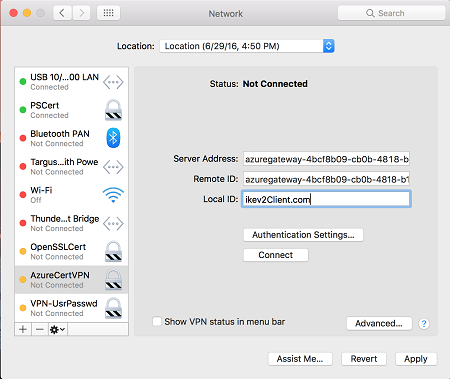 Network
Search
Location: Location (6/29/16, 4:50 PM)
USB 10/...00 LAN
Connected
PSCert
Connected
Bluetooth PAN
Not Connected
Targus...ith Powe
Not Connected
Wi-Fi
Off
Thunde...t Bridge
Not Connected
OpenSSLCert
Not Connected
AzureCertVPN
Not Connected
VPN-UsrPasswd
Not Connected
Status: Not Connected
Server Address: azuregateway-4bcf8b09-cb0b-4818-b
Remote ID: azuregateway-4bcf8b09-cb0b-4818-b1
Local ID: ikev2Client.com
Authentication Settings...
Connect
Show VPN status in menu bar
Advanced...
?
Assist Me...
Revert
Apply